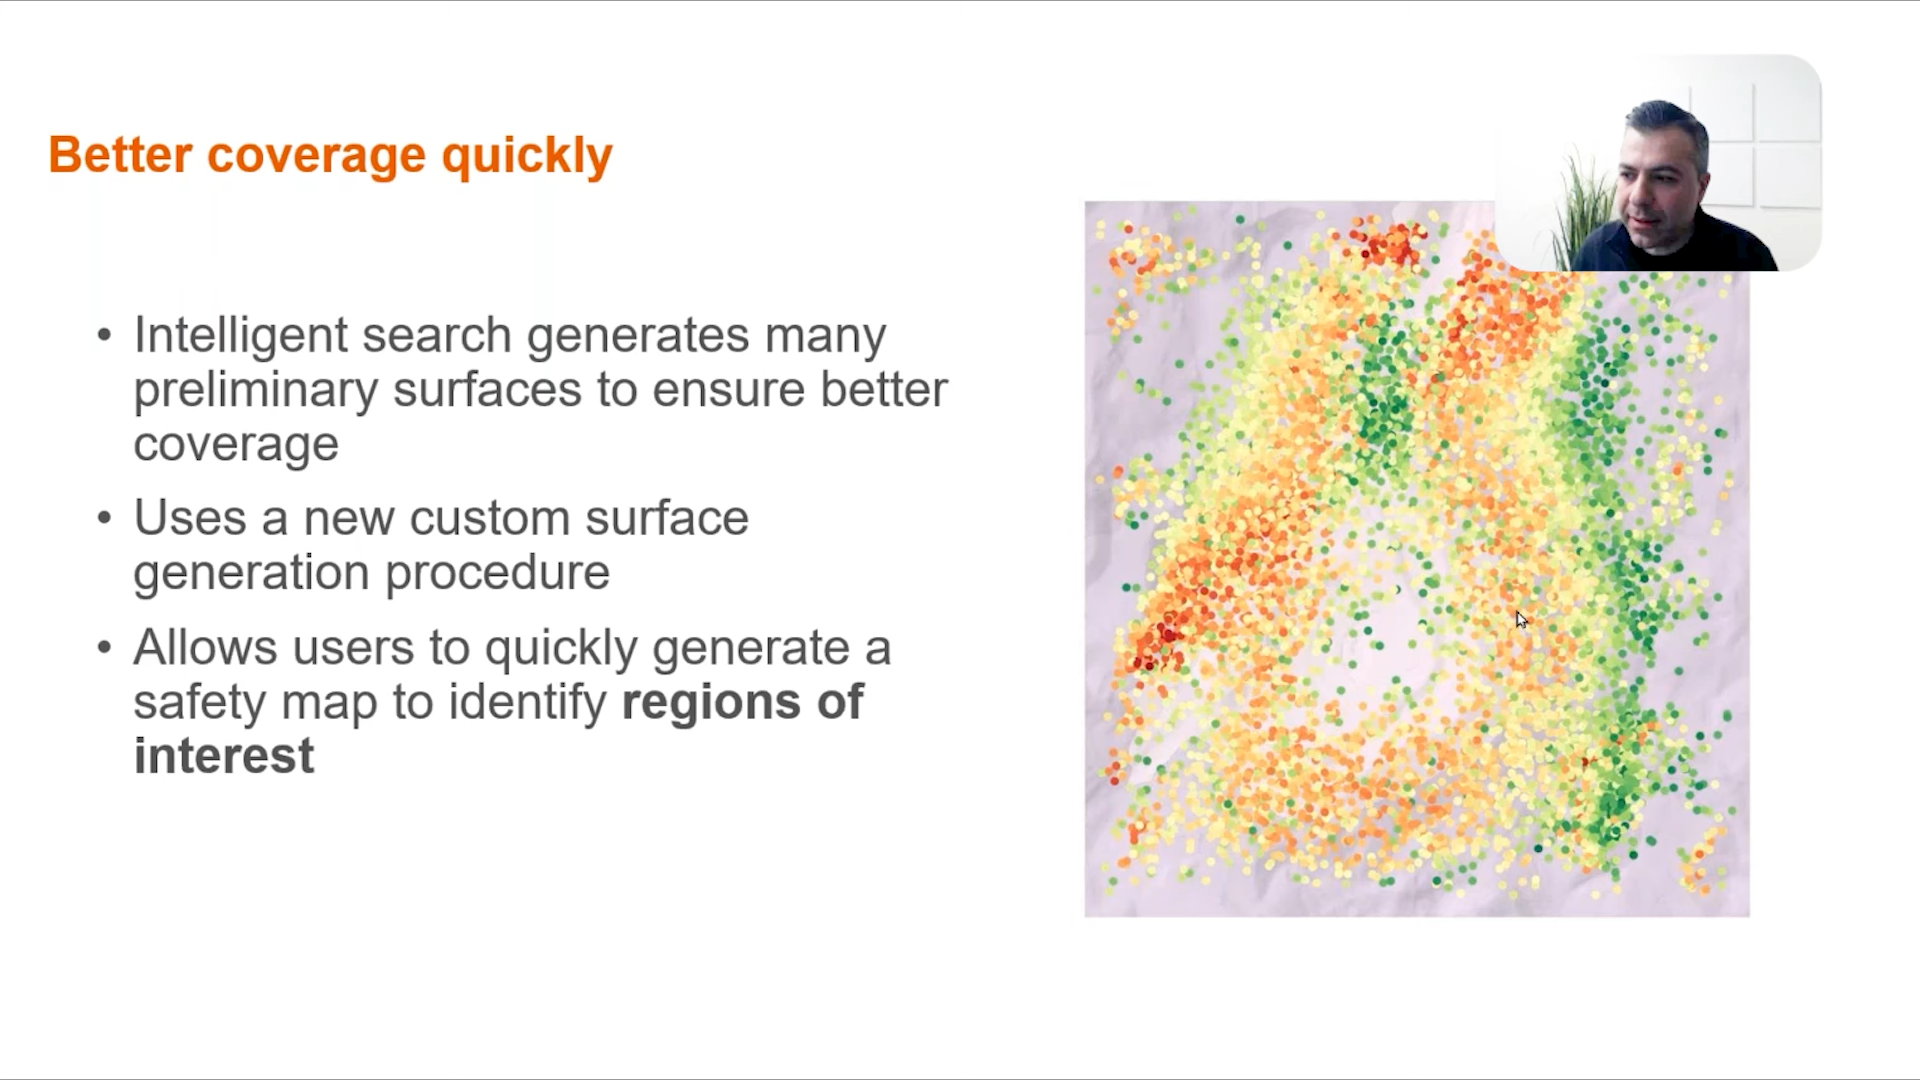 Better coverage quickly
• Intelligent search generates many
preliminary surfaces to ensure better
coverage
• Uses a new custom surface
generation procedure
• Allows users to quickly generate a
safety map to identify regions of
interest